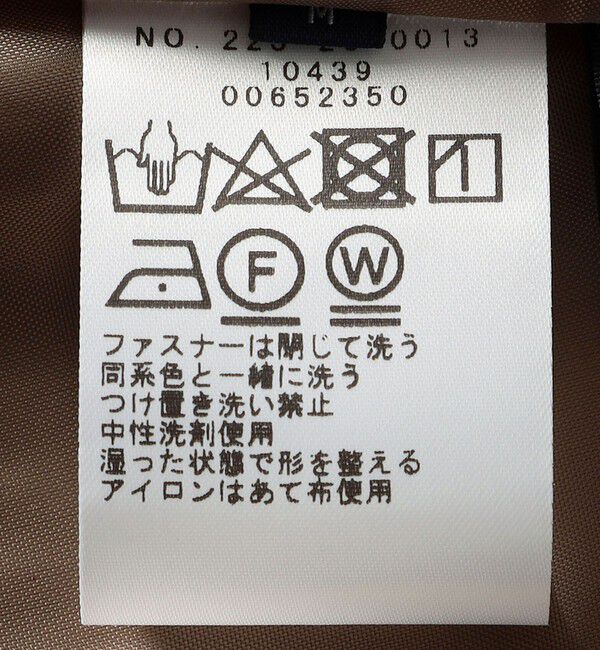 M
NO.
0013
10439
00652350
F
W
ファスナーは閉じて洗う
同系色と一緒に洗う
つけ置き洗い禁止
中性洗剤使用
湿った状態で形を整える
アイロンはあて布使用